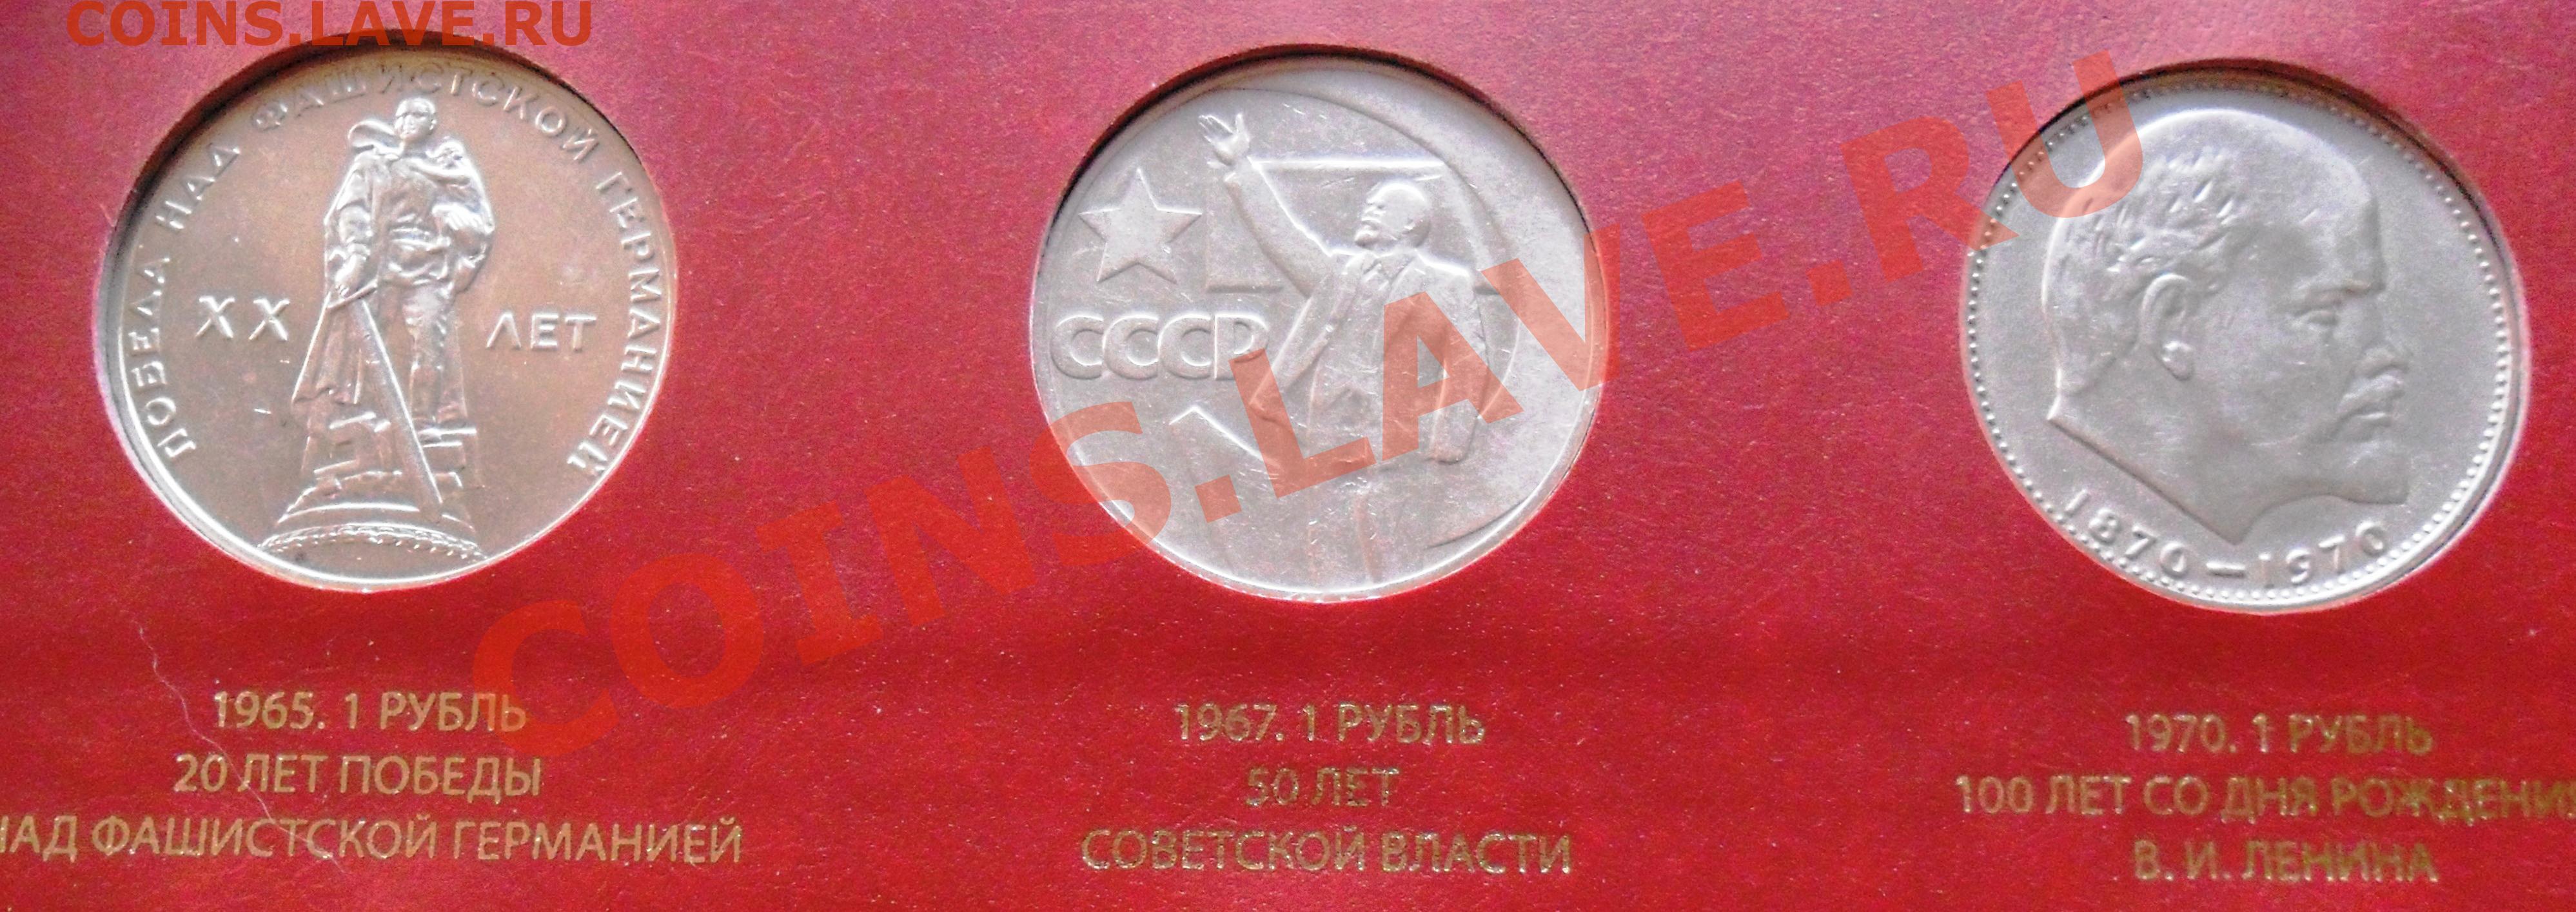 COINS.LAVE.RU
ПОБЕДА НАД ФАШИСТСКОЙ ГЕРМАНИЕЙ
XX ЛЕТ
СССР
1870-1970
COINS.LAVE.RU
1965. 1 РУБЛЬ
20 ЛЕТ ПОБЕДЫ
НАД ФАШИСТСКОЙ ГЕРМАНИЕЙ
1967. 1 РУБЛЬ
50 ЛЕТ
СОВЕТСКОЙ ВЛАСТИ
1970. 1 РУБЛЬ
100 ЛЕТ СО ДНЯ РОЖДЕНИ
В. И. ЛЕНИНА